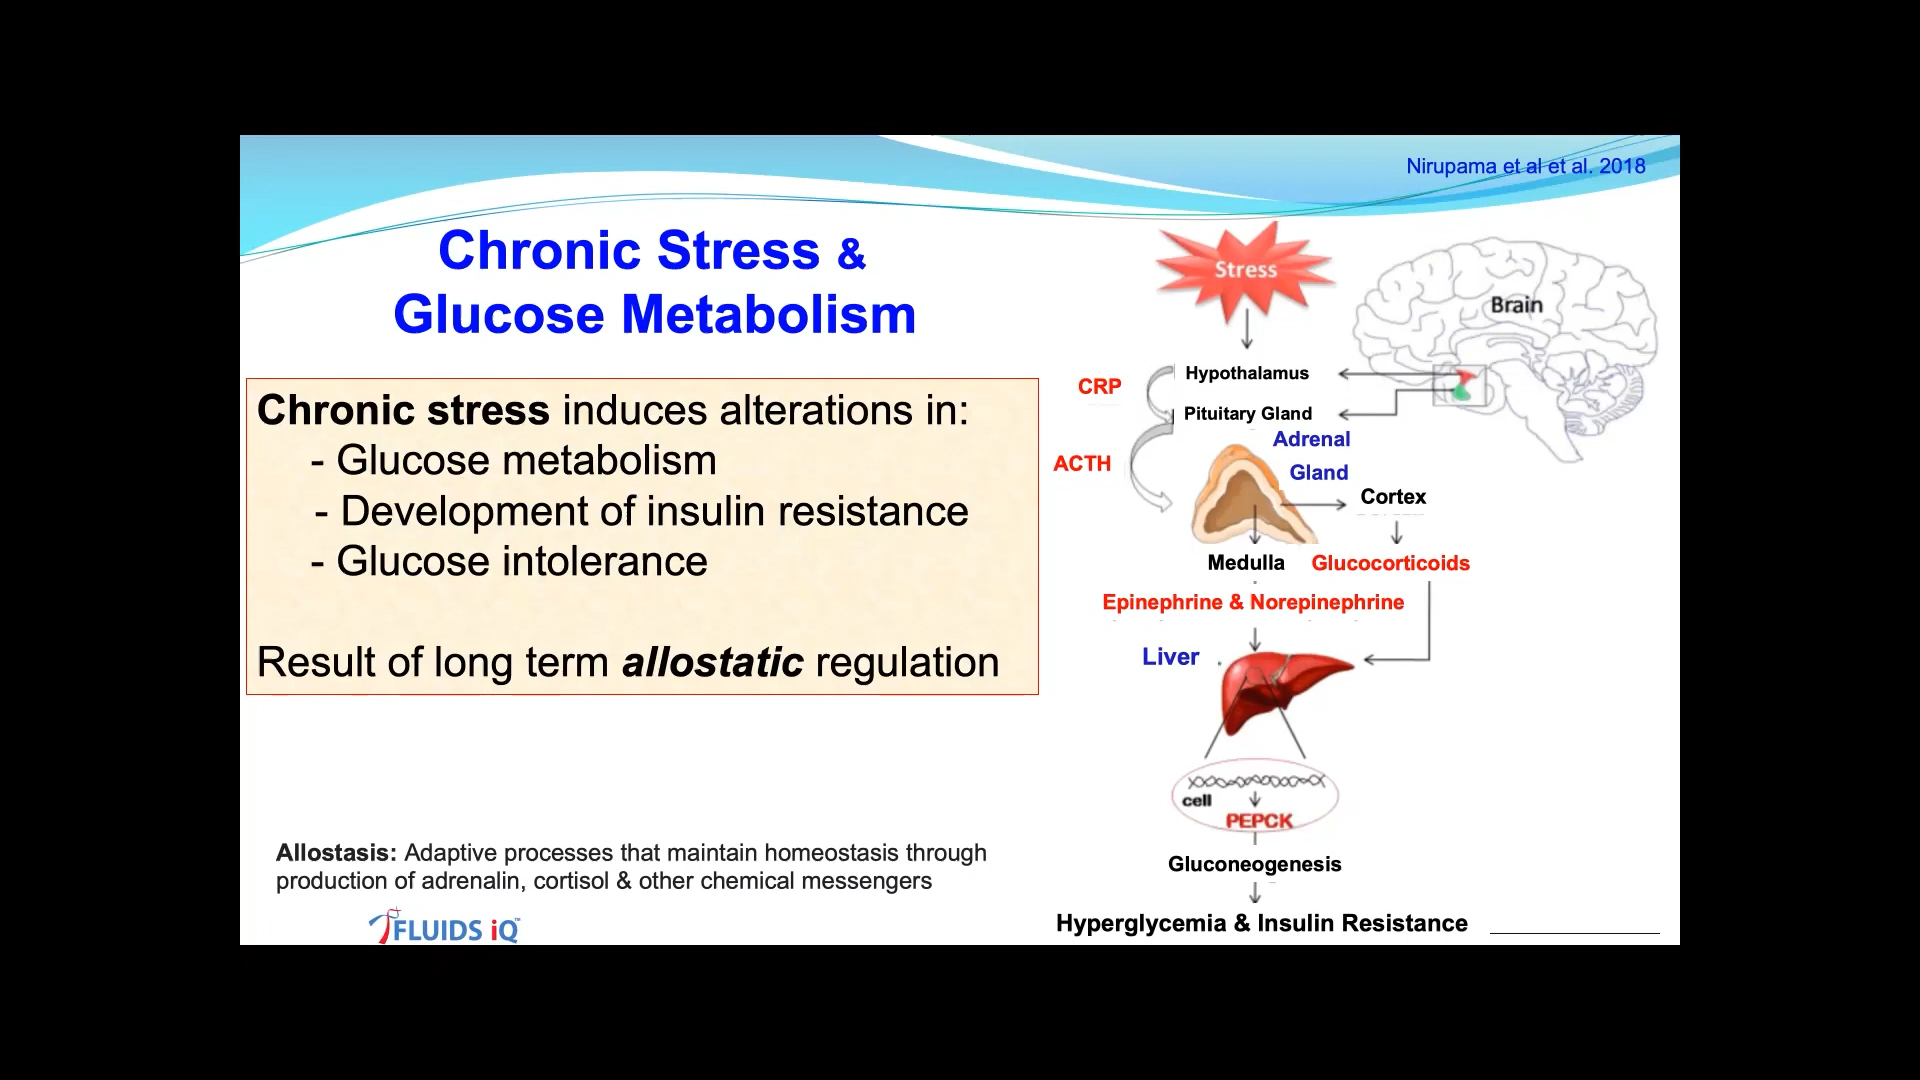 Nirupama et al et al. 2018
Chronic Stress &
Glucose Metabolism
Chronic stress induces alterations in:
- Glucose metabolism
- Development of insulin resistance
- Glucose intolerance
Result of long term allostatic regulation
Allostasis: Adaptive processes that maintain homeostasis through
production of adrenalin, cortisol & other chemical messengers
FLUIDS iQ™
Stress
Brain
Hypothalamus
CRP
Pituitary Gland
Adrenal
Gland
ACTH
Cortex
Medulla
Glucocorticoids
Epinephrine & Norepinephrine
Liver
cell
PEPCK
Gluconeogenesis
Hyperglycemia & Insulin Resistance